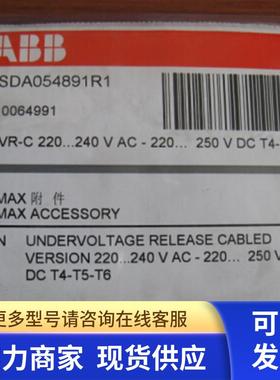 ABB
SDA054891R1
0064991
VR-C 220...240 V AC - 220... 250 V DC T4-
MAX 附 件
MAX ACCESSORY
N UNDERVOLTAGE RELEASE CABLED
VERSION 220...240 V AC - 220... 250 V
DC T4-T5-T6
更多型号请咨询在线客服
力商家 现货供应
可
发